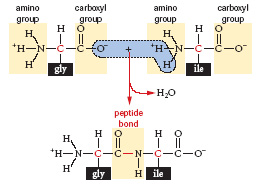 amino group
carboxyl group
amino group
carboxyl group
H H O H H O
⁺H–N–C–C–O⁻ + ⁺H–N–C–C–O⁻
H H
gly ile
H₂O
peptide bond
H H O H O
⁺H–N–C–C–N–C–C–O⁻
H H
gly ile